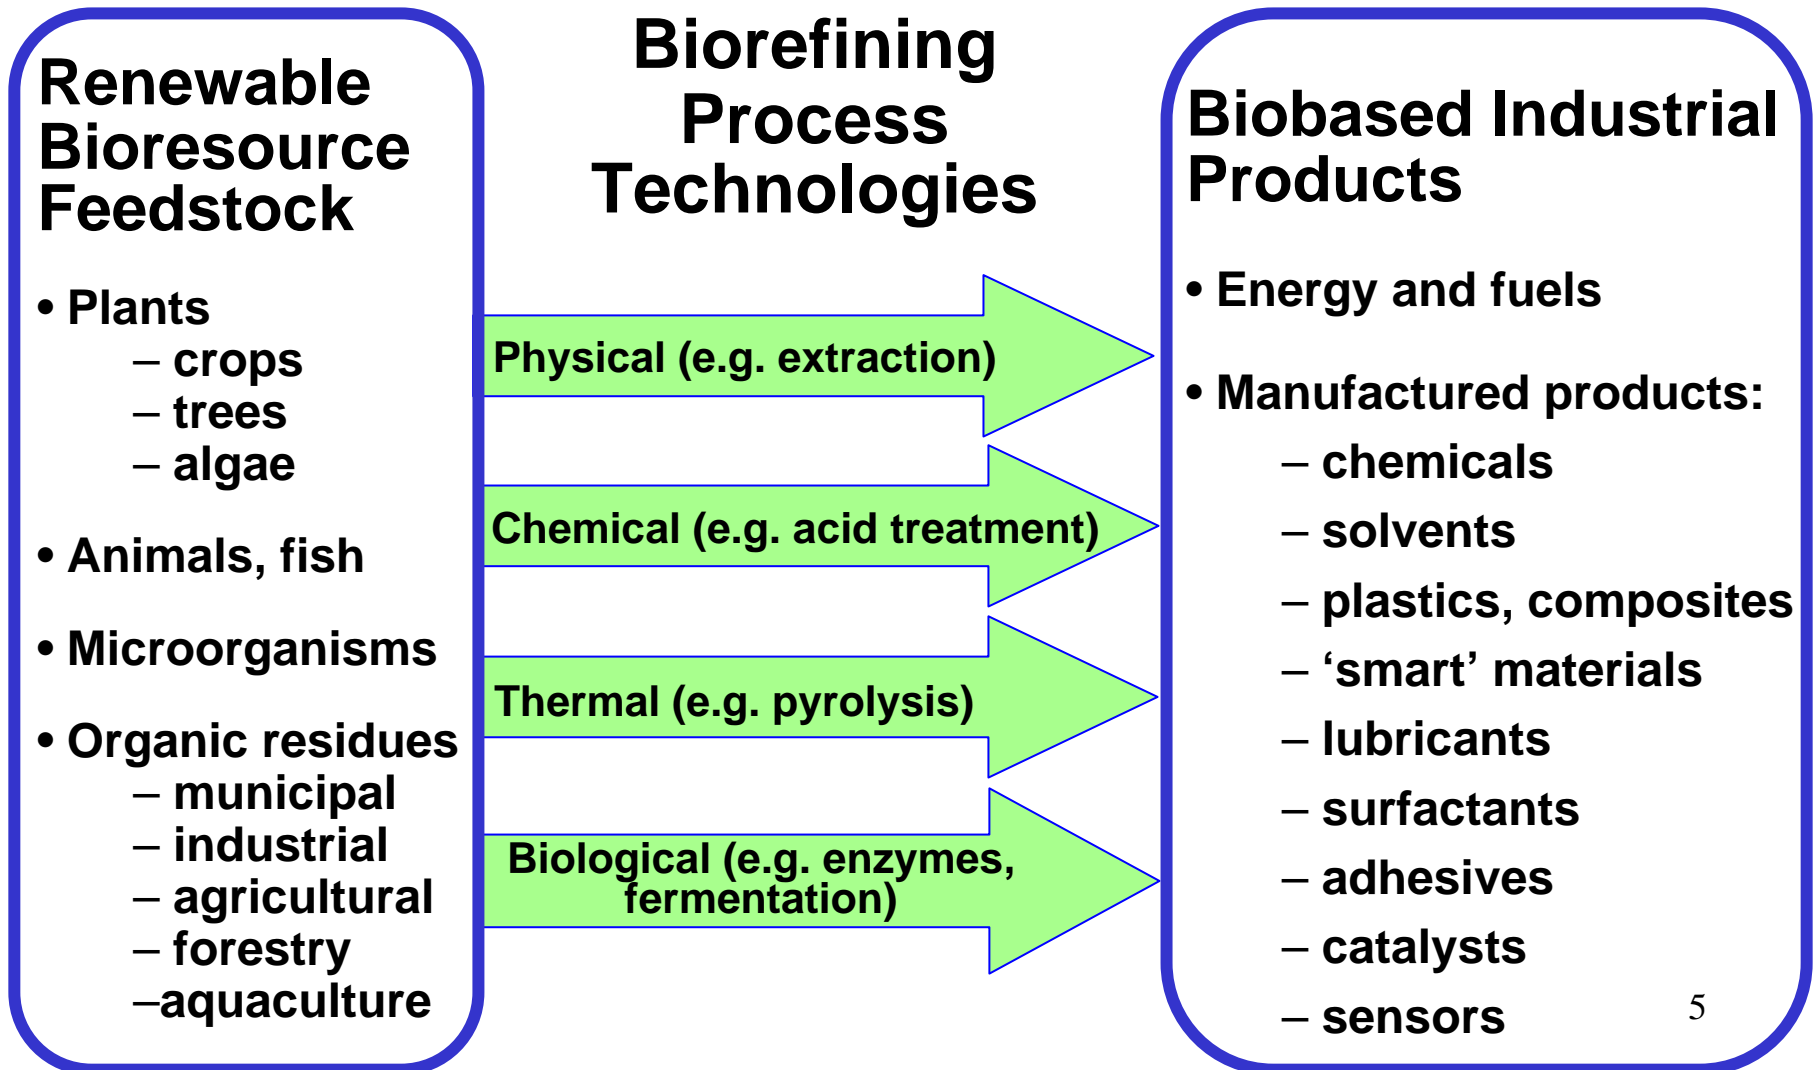 Renewable
Bioresource
Feedstock
• Plants
– crops
– trees
– algae
• Animals, fish
• Microorganisms
• Organic residues
– municipal
– industrial
– agricultural
– forestry
–aquaculture
Biorefining
Process
Technologies
Physical (e.g. extraction)
Chemical (e.g. acid treatment)
Thermal (e.g. pyrolysis)
Biological (e.g. enzymes,
fermentation)
Biobased Industrial
Products
• Energy and fuels
• Manufactured products:
– chemicals
– solvents
– plastics, composites
– ‘smart’ materials
– lubricants
– surfactants
– adhesives
– catalysts
– sensors
5